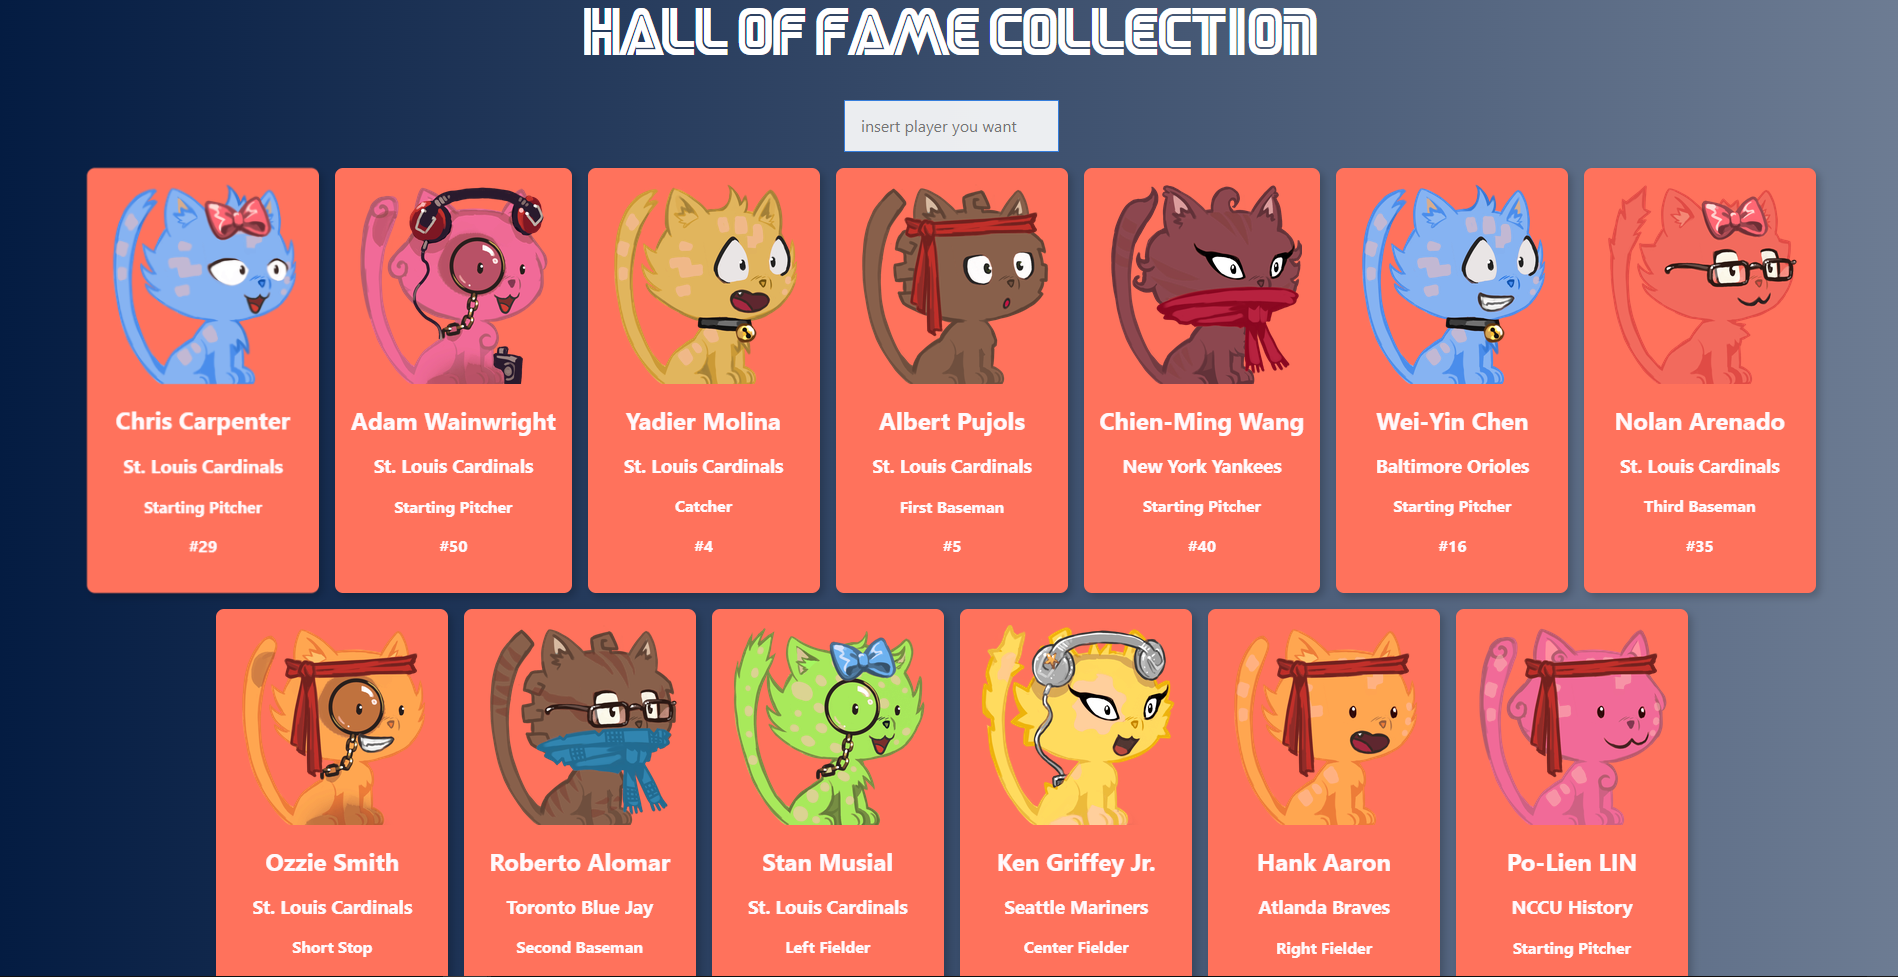 HALL OF FAME COLLECTION
insert player you want
Chris Carpenter
St. Louis Cardinals
Starting Pitcher
#29
Adam Wainwright
St. Louis Cardinals
Starting Pitcher
#50
Yadier Molina
St. Louis Cardinals
Catcher
#4
Albert Pujols
St. Louis Cardinals
First Baseman
#5
Chien-Ming Wang
New York Yankees
Starting Pitcher
#40
Wei-Yin Chen
Baltimore Orioles
Starting Pitcher
#16
Nolan Arenado
St. Louis Cardinals
Third Baseman
#35
Ozzie Smith
St. Louis Cardinals
Short Stop
Roberto Alomar
Toronto Blue Jay
Second Baseman
Stan Musial
St. Louis Cardinals
Left Fielder
Ken Griffey Jr.
Seattle Mariners
Center Fielder
Hank Aaron
Atlanda Braves
Right Fielder
Po-Lien LIN
NCCU History
Starting Pitcher